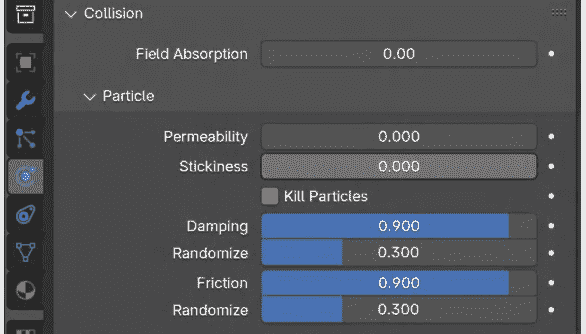 Collision
Field Absorption 0.00
Particle
Permeability 0.000
Stickiness 0.000
Kill Particles
Damping 0.900
Randomize 0.300
Friction 0.900
Randomize 0.300